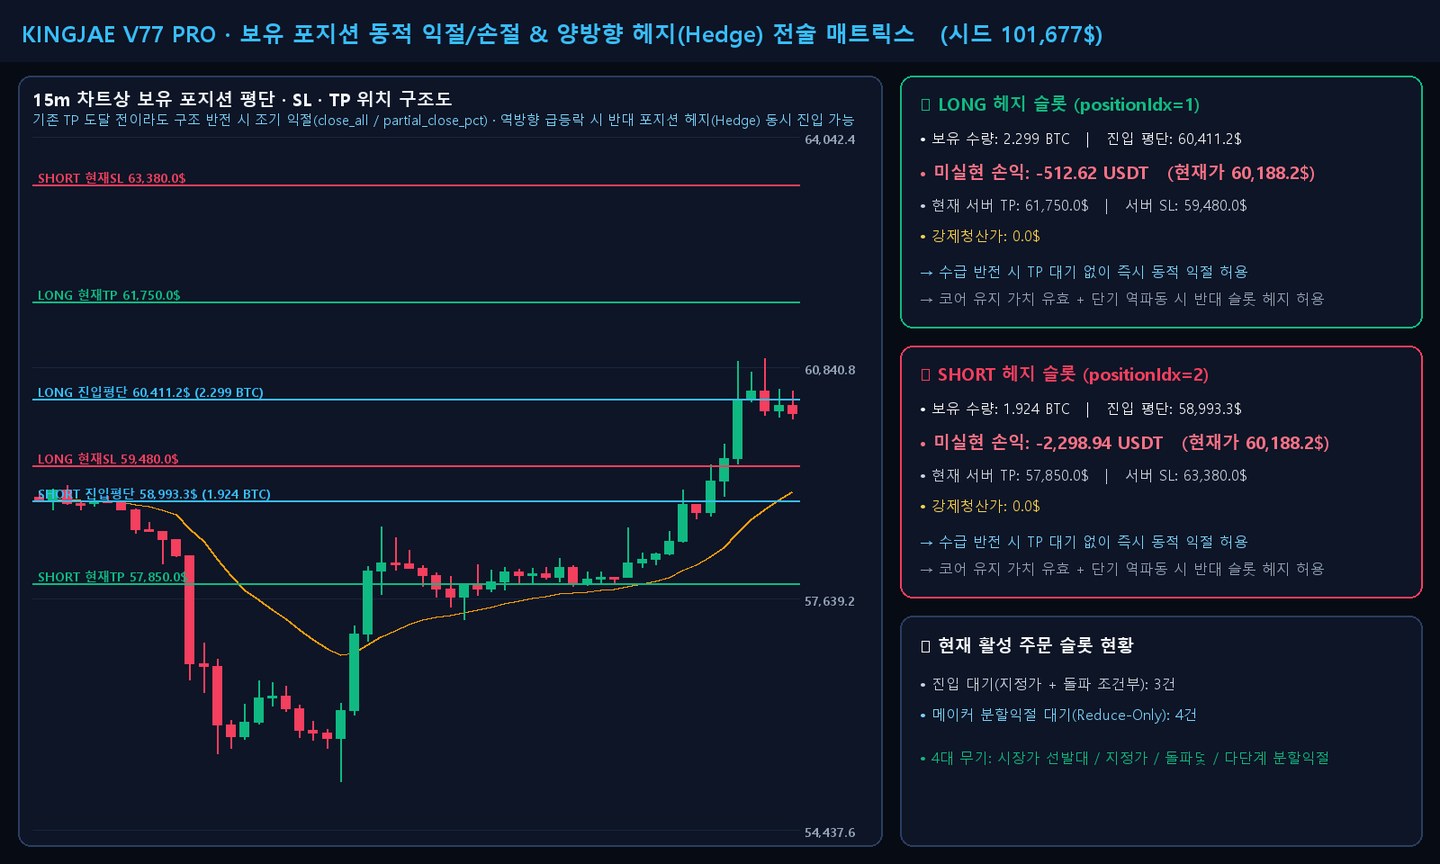 KINGJAE V77 PRO · 보유 포지션 동적 익절/손절 & 양방향 헤지(Hedge) 전술 매트릭스 (시드 101,677$)
15m 차트상 보유 포지션 평단 · SL · TP 위치 구조도
기존 TP 도달 전이라도 구조 반전 시 조기 익절(close_all / partial_close_pct) · 역방향 급등락 시 반대 포지션 헤지(Hedge) 동시 진입 가능
64,042.4
SHORT 현재SL 63,380.0$
LONG 현재TP 61,750.0$
60,840.8
LONG 진입평단 60,411.2$ (2.299 BTC)
LONG 현재SL 59,480.0$
SHORT 진입평단 58,993.3$ (1.924 BTC)
SHORT 현재TP 57,850.0$
57,639.2
54,437.6
LONG 헤지 슬롯 (positionIdx=1)
• 보유 수량: 2.299 BTC | 진입 평단: 60,411.2$
• 미실현 손익: -512.62 USDT (현재가 60,188.2$)
• 현재 서버 TP: 61,750.0$ | 서버 SL: 59,480.0$
• 강제청산가: 0.0$
→ 수급 반전 시 TP 대기 없이 즉시 동적 익절 허용
→ 코어 유지 가치 유효 + 단기 역파동 시 반대 슬롯 헤지 허용
SHORT 헤지 슬롯 (positionIdx=2)
• 보유 수량: 1.924 BTC | 진입 평단: 58,993.3$
• 미실현 손익: -2,298.94 USDT (현재가 60,188.2$)
• 현재 서버 TP: 57,850.0$ | 서버 SL: 63,380.0$
• 강제청산가: 0.0$
→ 수급 반전 시 TP 대기 없이 즉시 동적 익절 허용
→ 코어 유지 가치 유효 + 단기 역파동 시 반대 슬롯 헤지 허용
현재 활성 주문 슬롯 현황
• 진입 대기(지정가 + 돌파 조건부): 3건
• 메이커 분할익절 대기(Reduce-Only): 4건
• 4대 무기: 시장가 선발대 / 지정가 / 돌파덫 / 다단계 분할익절